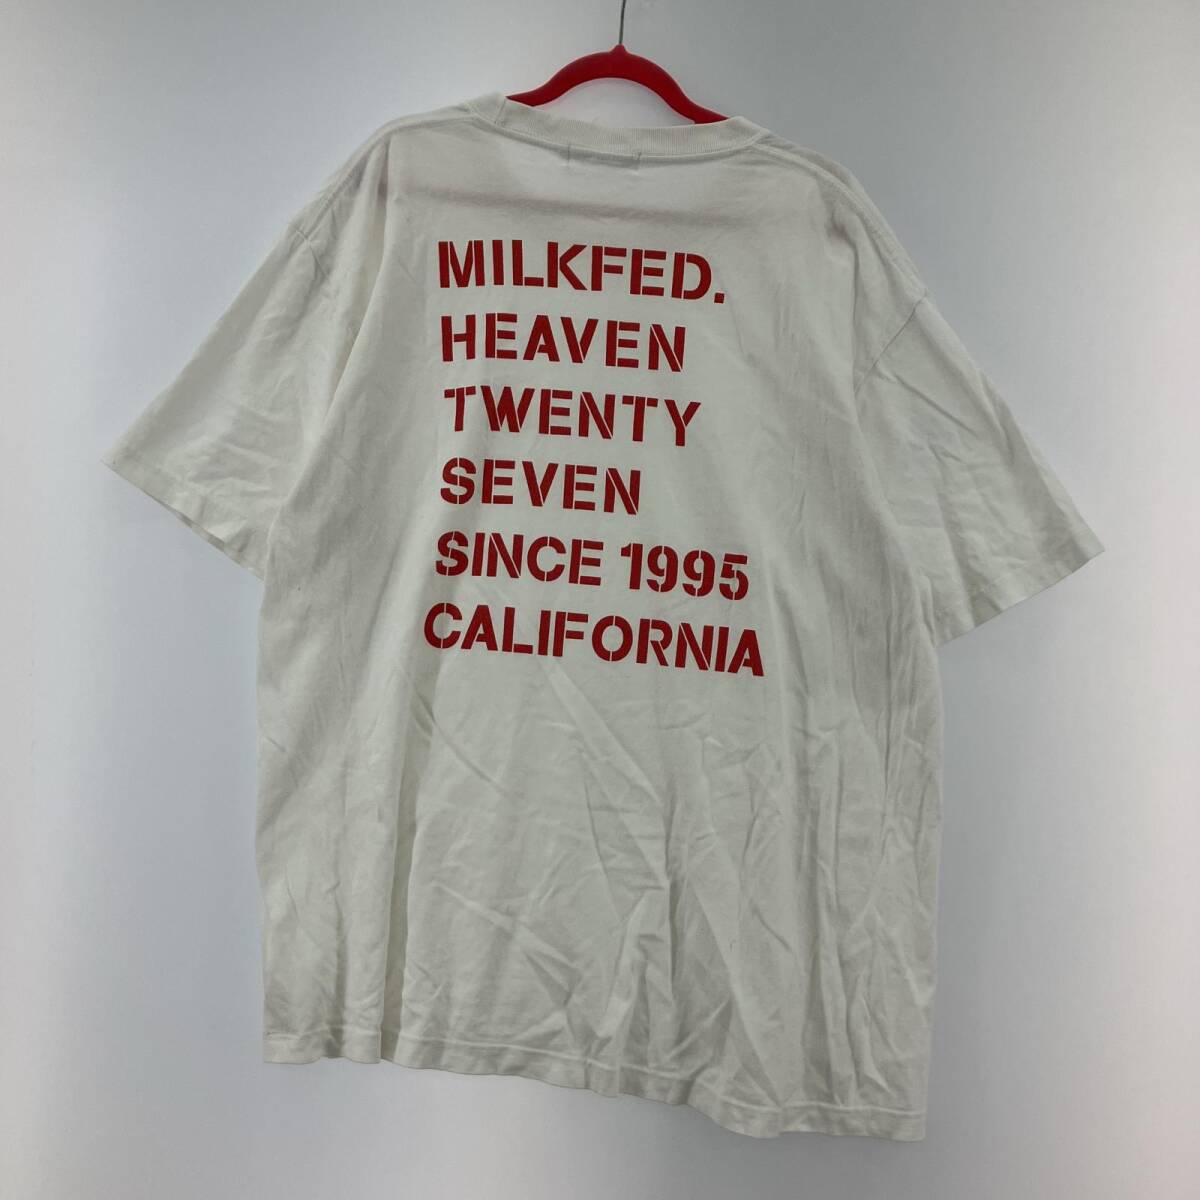 MILKFED.
HEAVEN
TWENTY
SEVEN
SINCE 1995
CALIFORNIA